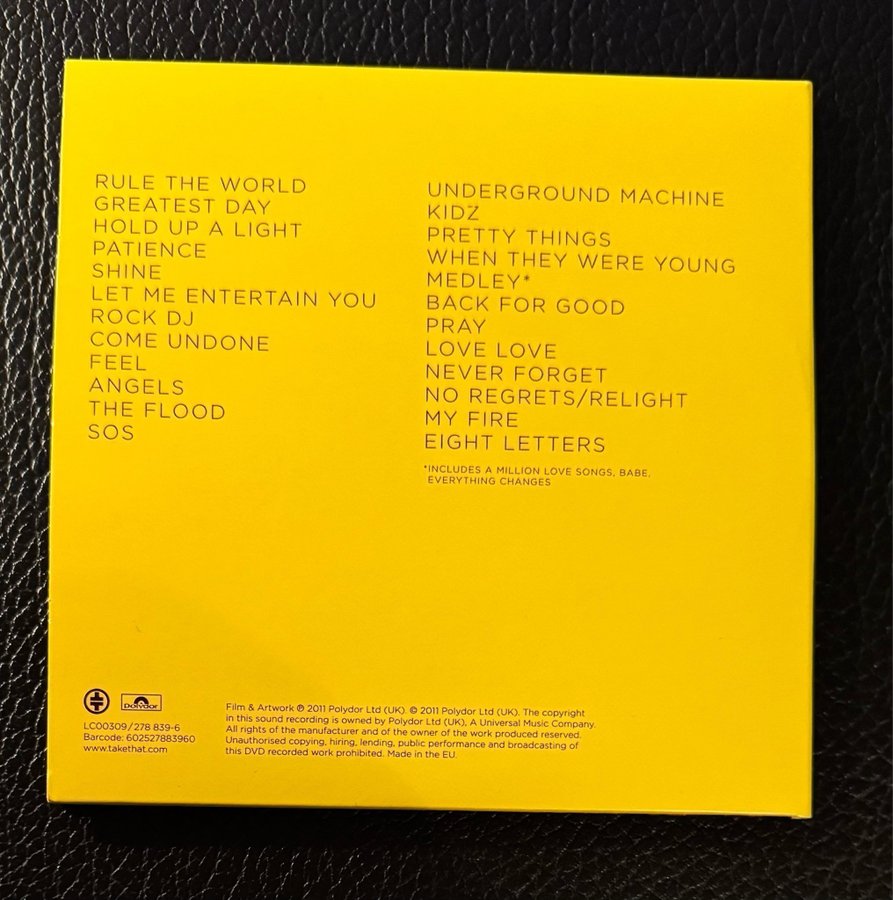 RULE THE WORLD
GREATEST DAY
HOLD UP A LIGHT
PATIENCE
SHINE
LET ME ENTERTAIN YOU
ROCK DJ
COME UNDONE
FEEL
ANGELS
THE FLOOD
SOS
UNDERGROUND MACHINE
KIDZ
PRETTY THINGS
WHEN THEY WERE YOUNG
MEDLEY*
BACK FOR GOOD
PRAY
LOVE LOVE
NEVER FORGET
NO REGRETS/RELIGHT
MY FIRE
EIGHT LETTERS
*INCLUDES A MILLION LOVE SONGS, BABE,
EVERYTHING CHANGES
Polydor
LC00309/278 839-6
Barcode: 602527883960
www.takethat.com
Film & Artwork ℗ 2011 Polydor Ltd (UK). © 2011 Polydor Ltd (UK). The copyright
in this sound recording is owned by Polydor Ltd (UK), A Universal Music Company.
All rights of the manufacturer and of the owner of the work produced reserved.
Unauthorised copying, hiring, lending, public performance and broadcasting of
this DVD recorded work prohibited. Made in the EU.